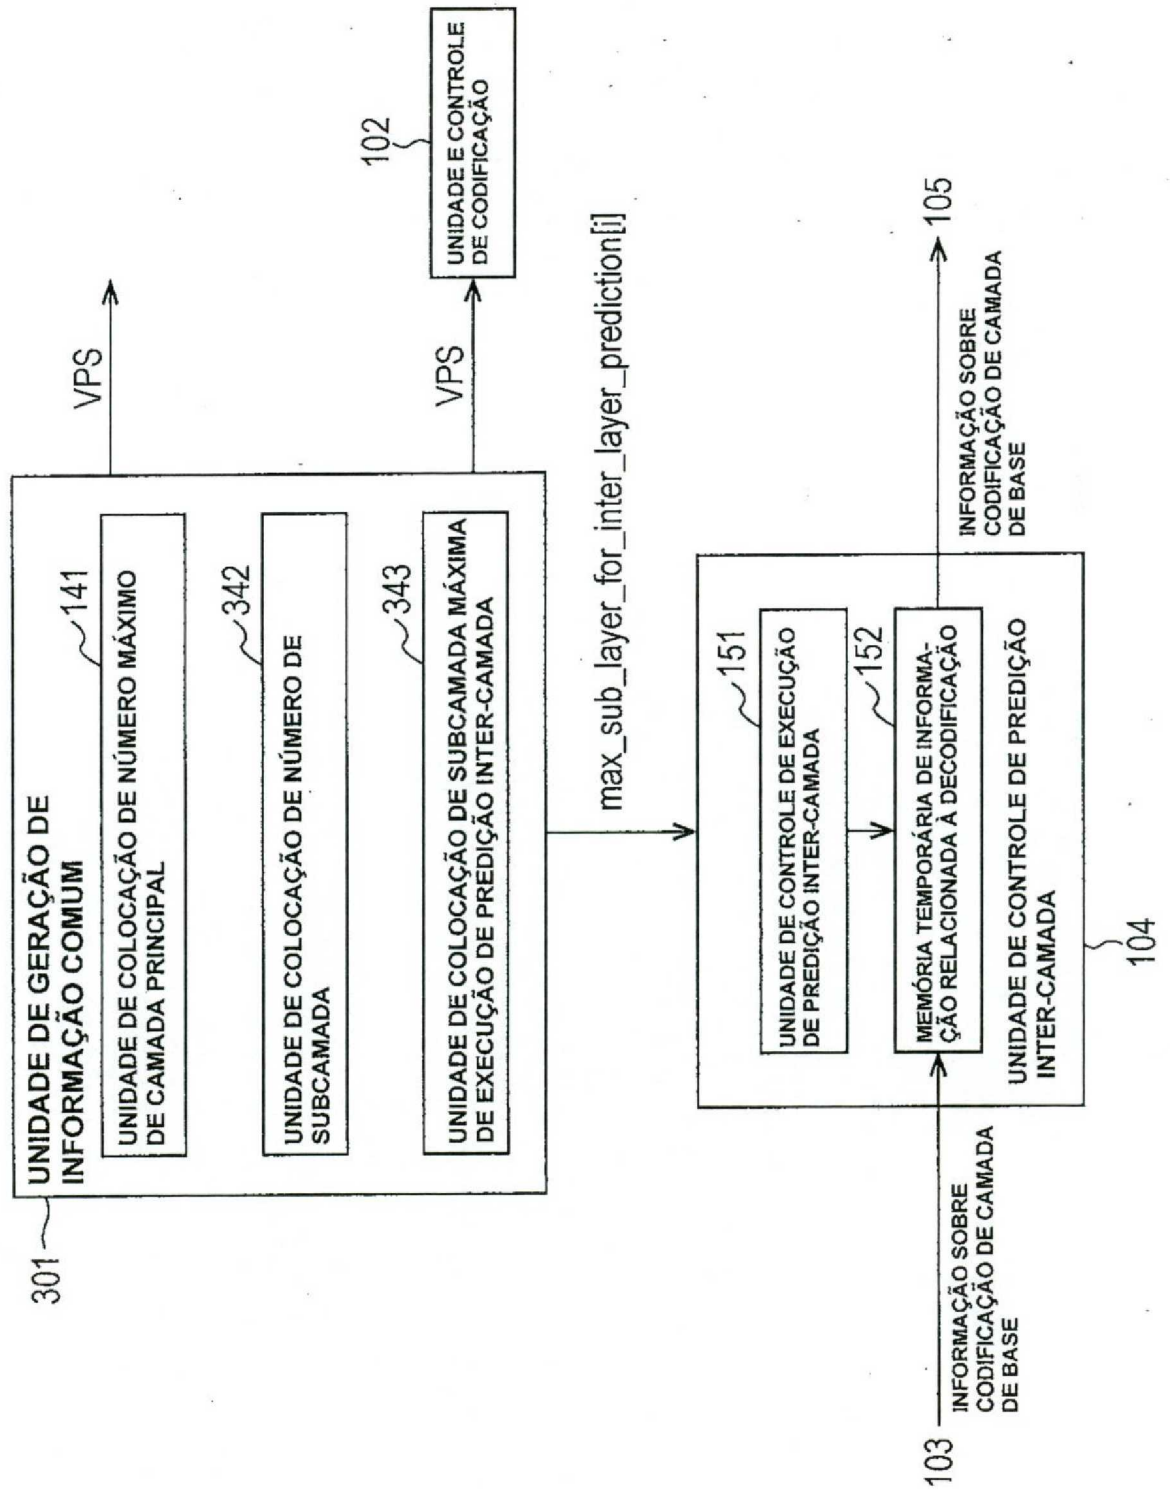 301
UNIDADE DE GERAÇÃO DE
INFORMAÇÃO COMUM
141
UNIDADE DE COLOCAÇÃO DE NÚMERO MÁXIMO
DE CAMADA PRINCIPAL
342
UNIDADE DE COLOCAÇÃO DE NÚMERO DE
SUBCAMADA
343
UNIDADE DE COLOCAÇÃO DE SUBCAMADA MÁXIMA
DE EXECUÇÃO DE PREDIÇÃO INTER-CAMADA
VPS
VPS
102
UNIDADE E CONTROLE
DE CODIFICAÇÃO
max_sub_layer_for_inter_layer_prediction[i]
151
UNIDADE DE CONTROLE DE EXECUÇÃO
DE PREDIÇÃO INTER-CAMADA
152
MEMÓRIA TEMPORÁRIA DE INFORMA-
ÇÃO RELACIONADA À DECODIFICAÇÃO
UNIDADE DE CONTROLE DE PREDIÇÃO
INTER-CAMADA
104
103
INFORMAÇÃO SOBRE
CODIFICAÇÃO DE CAMADA
DE BASE
105
INFORMAÇÃO SOBRE
CODIFICAÇÃO DE CAMADA
DE BASE